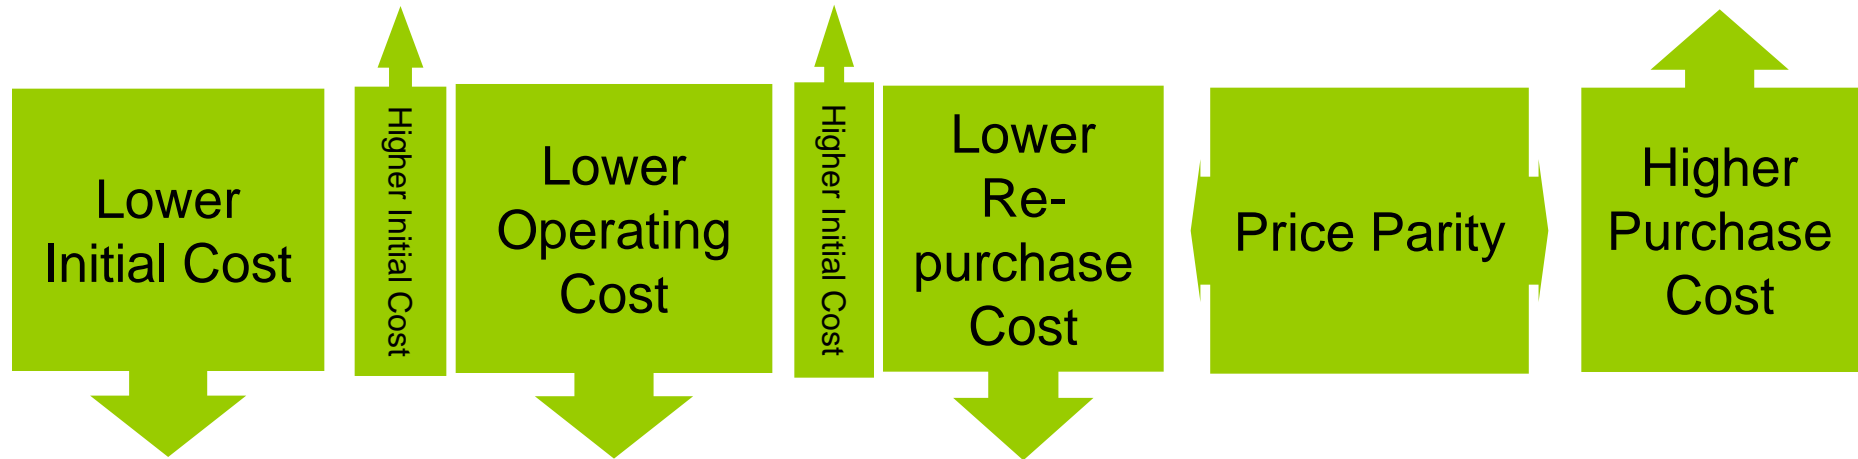 Lower
Initial Cost
Higher Initial Cost
Lower
Operating
Cost
Higher Initial Cost
Lower
Re-
purchase
Cost
Price Parity
Higher
Purchase
Cost